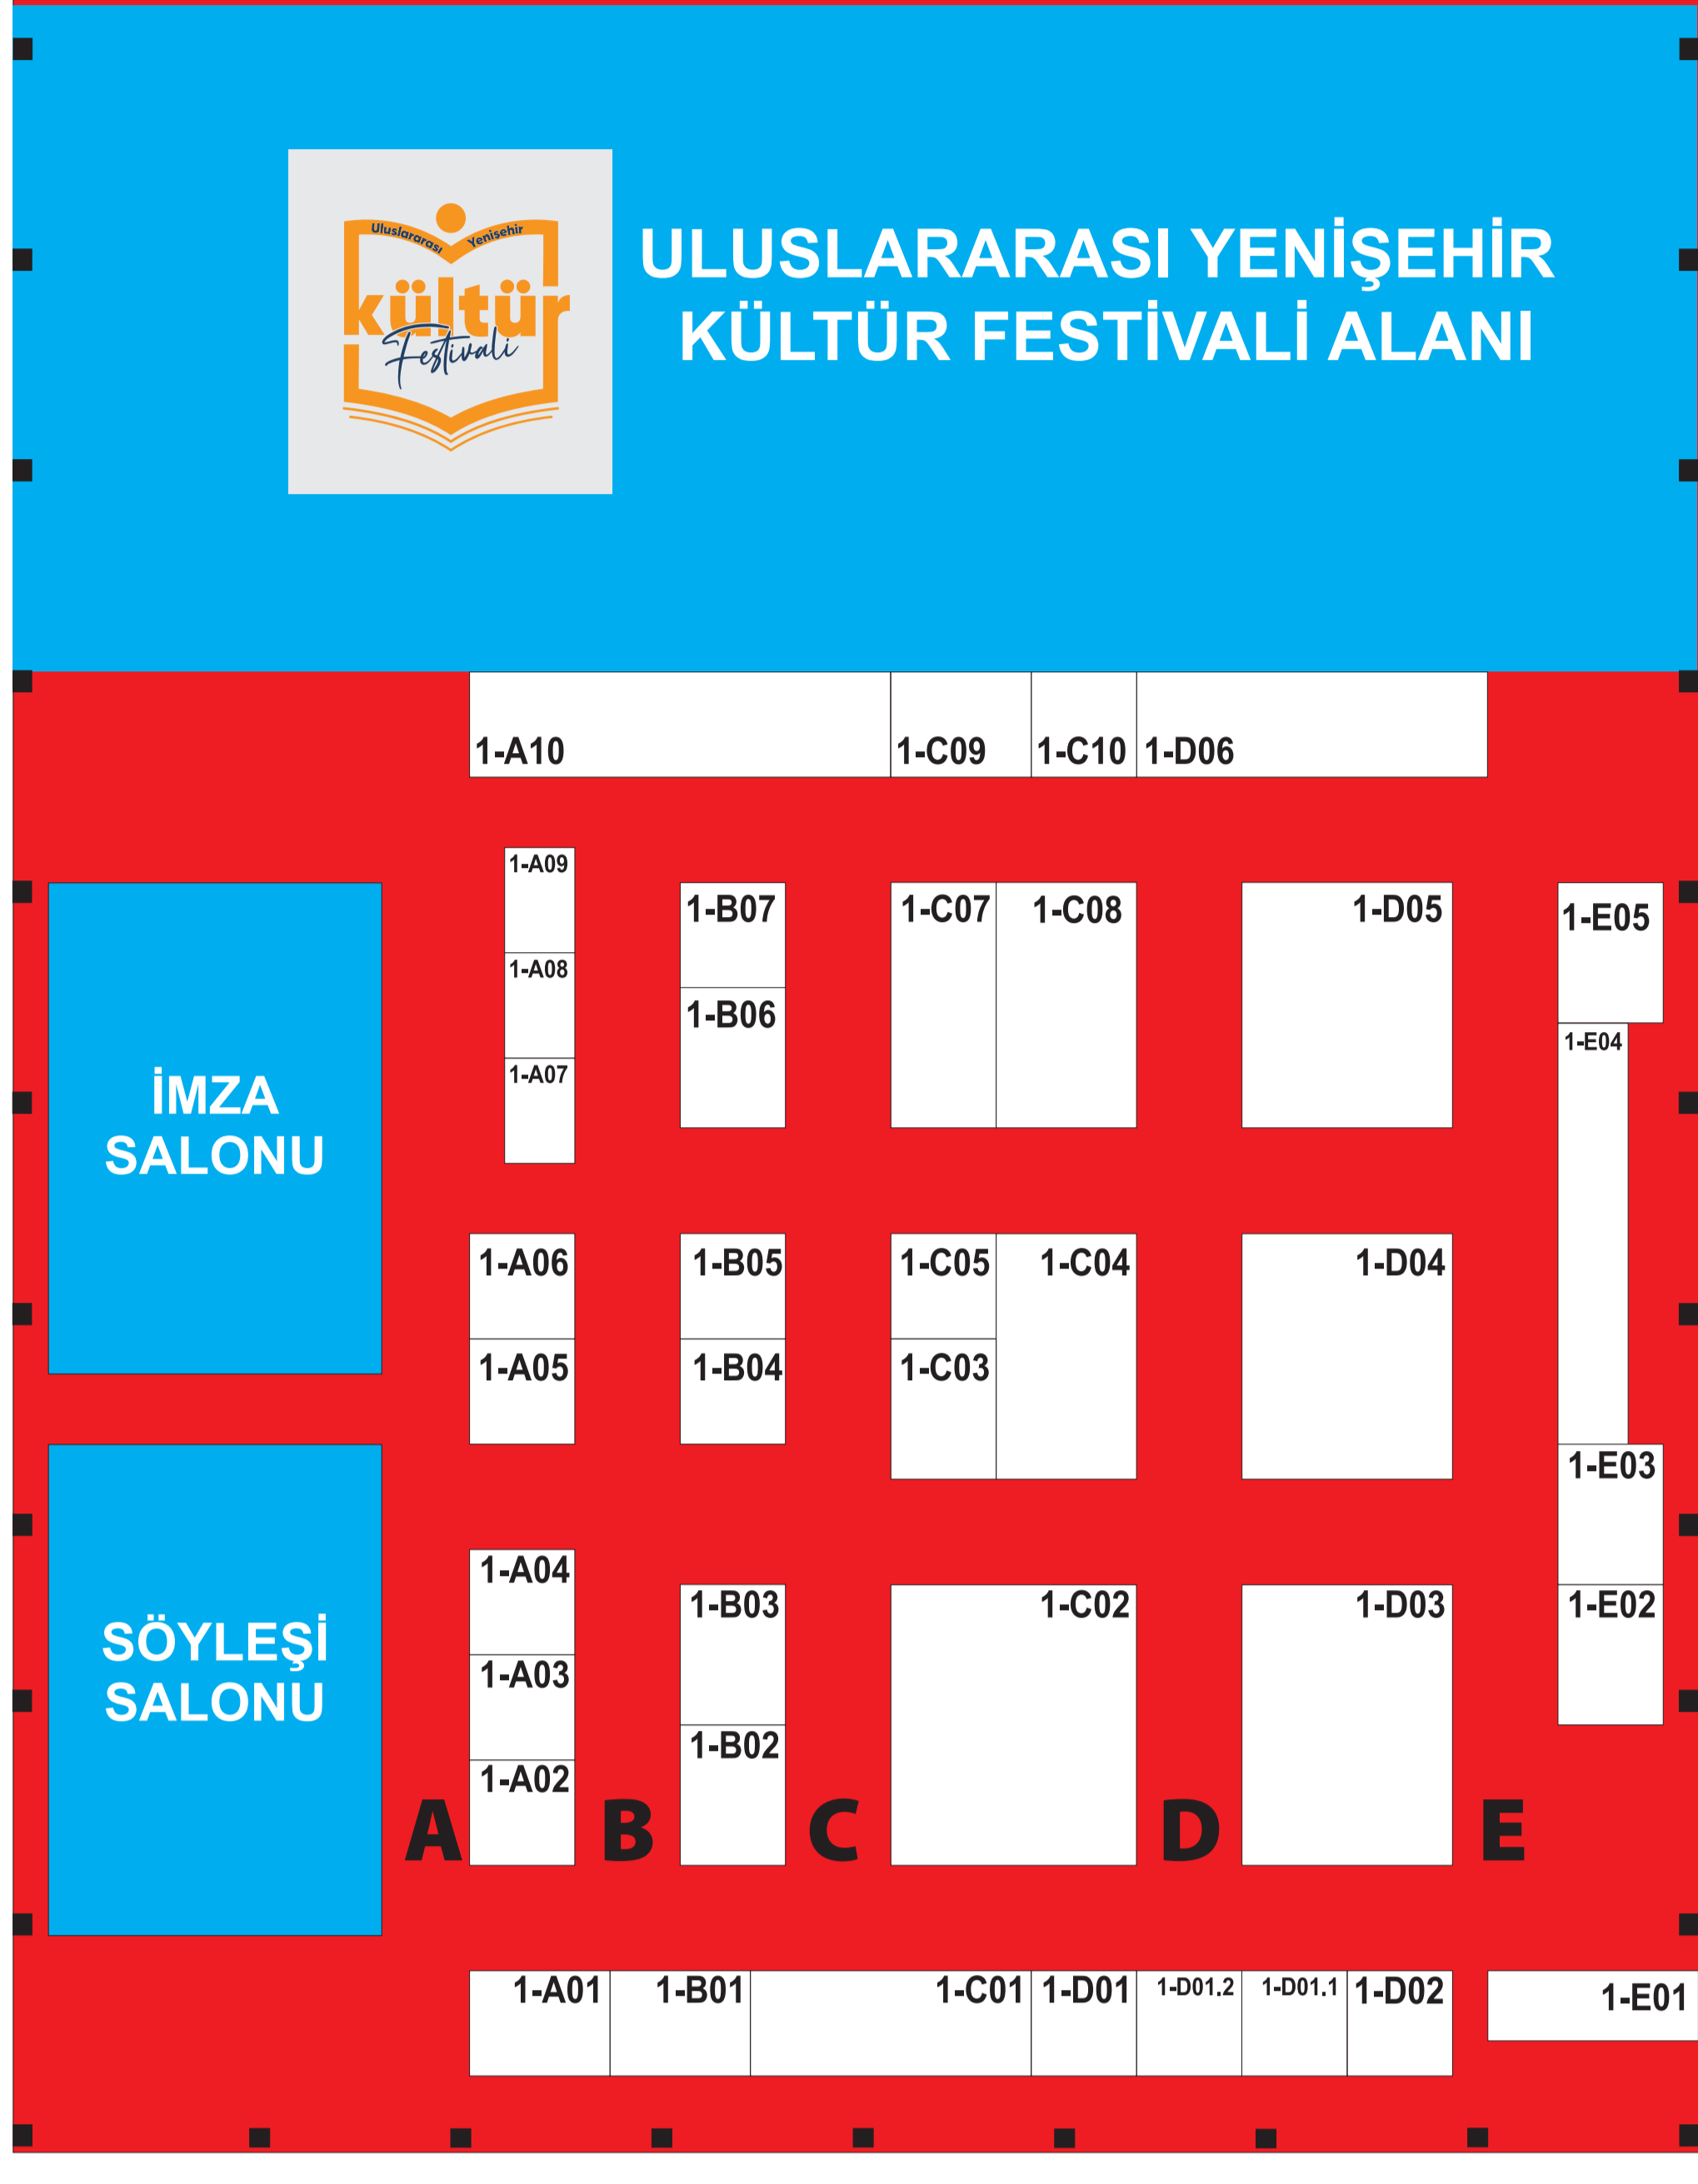 Uluslararası Yenişehir
kültür
Festivali
ULUSLARARASI YENİŞEHİR
KÜLTÜR FESTİVALİ ALANI
1-A10
1-C09
1-C10
1-D06
1-A09
1-B07
1-C07
1-C08
1-D05
1-E05
1-A08
1-B06
1-E04
1-A07
İMZA
SALONU
1-A06
1-B05
1-C05
1-C04
1-D04
1-A05
1-B04
1-C03
1-E03
1-A04
1-B03
1-C02
1-D03
1-E02
SÖYLEŞİ
SALONU
1-A03
1-B02
1-A02
A
B
C
D
E
1-A01
1-B01
1-C01
1-D01
1-D01.2
1-D01.1
1-D02
1-E01